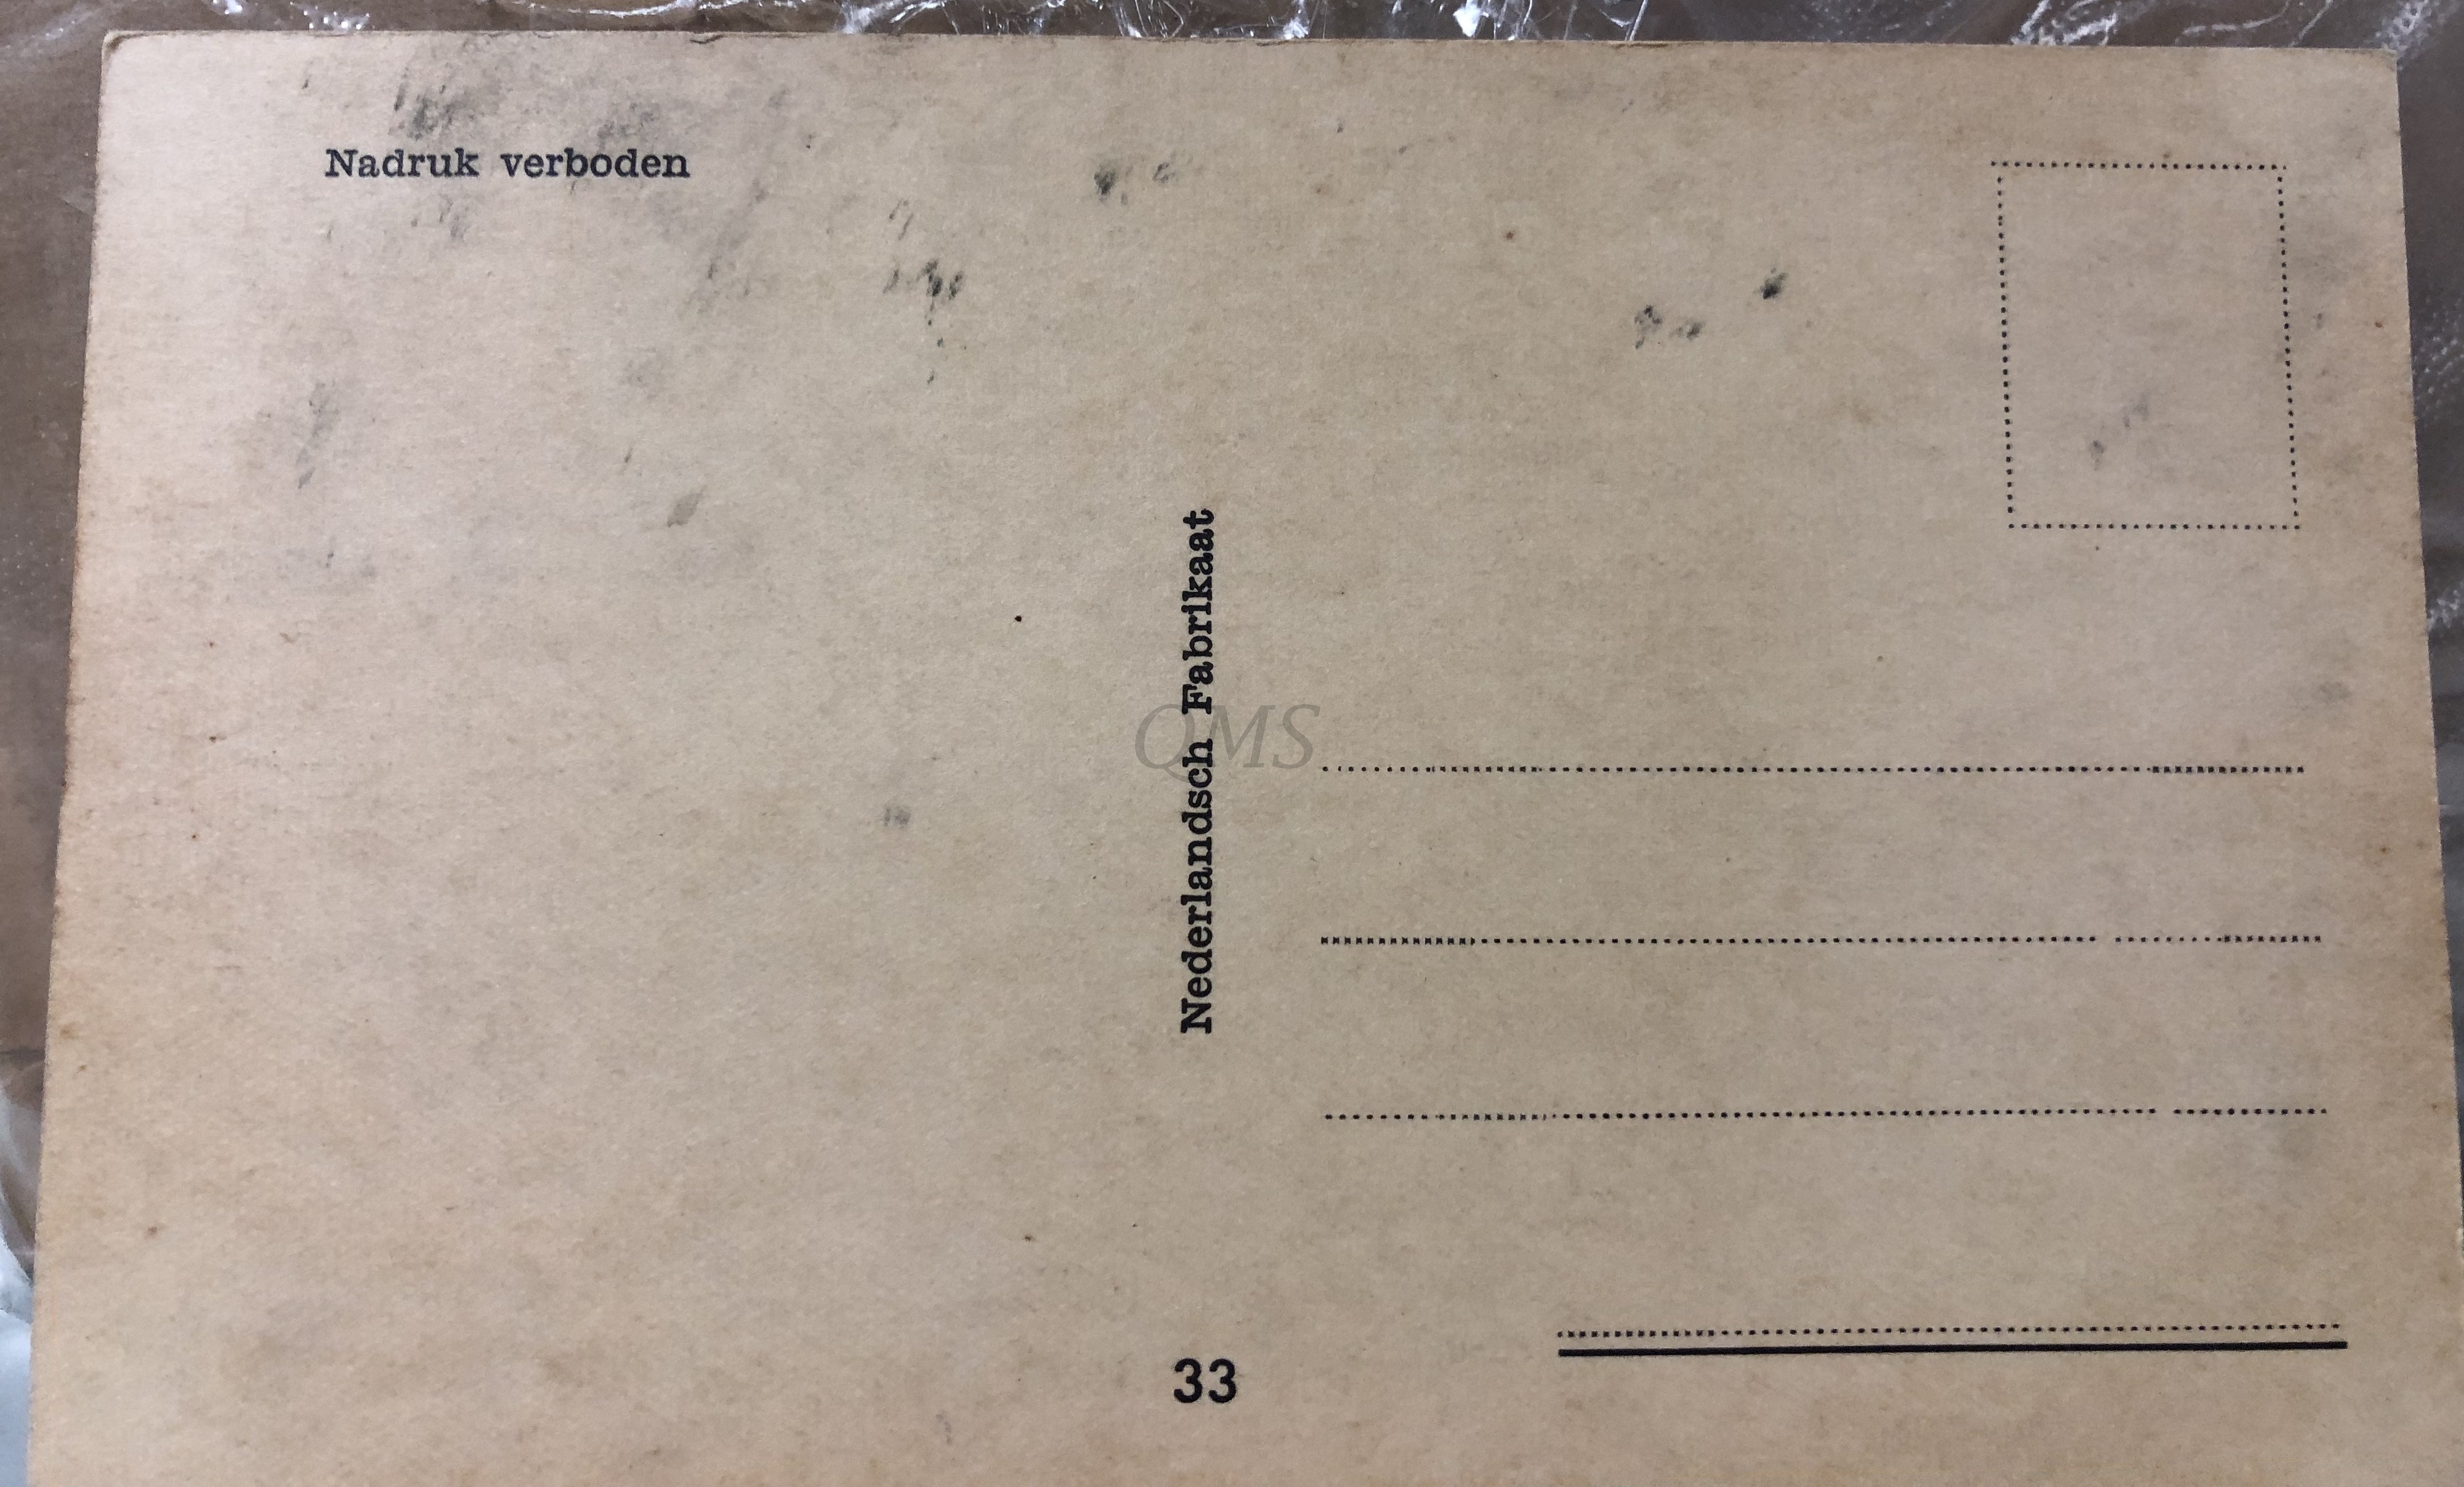 Nadruk verboden
Nederlandsch Fabrikaat
QMS
33